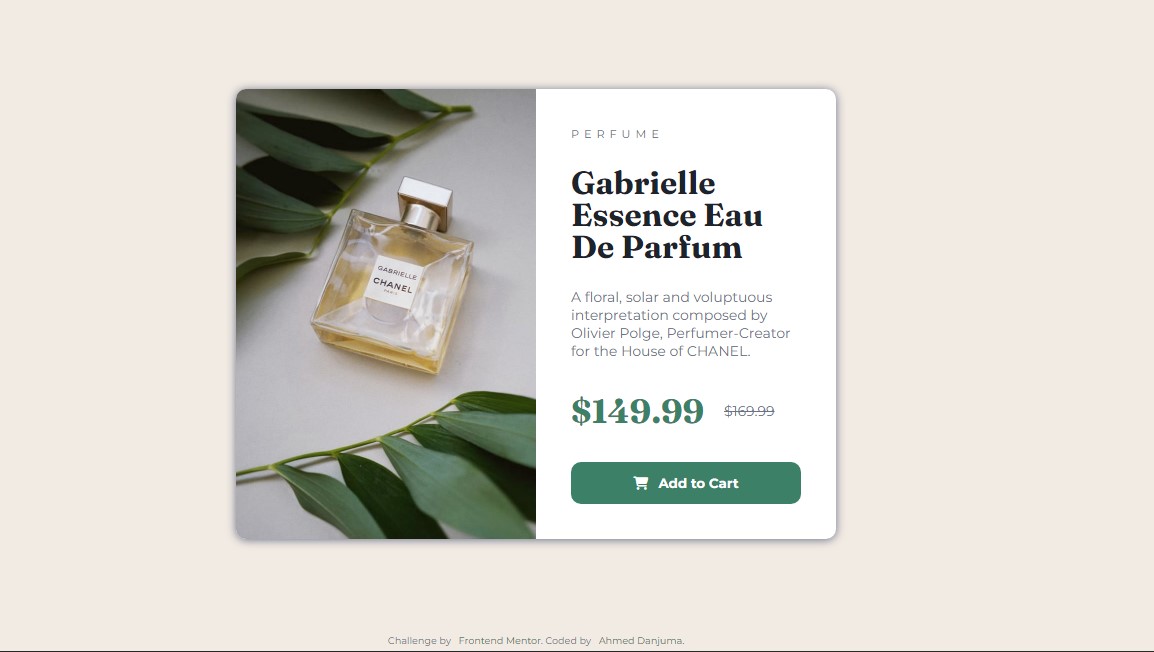 GABRIELLE
CHANEL
PARIS
PERFUME
Gabrielle
Essence Eau
De Parfum
A floral, solar and voluptuous
interpretation composed by
Olivier Polge, Perfumer-Creator
for the House of CHANEL.
$149.99 $169.99
Add to Cart
Challenge by Frontend Mentor. Coded by Ahmed Danjuma.